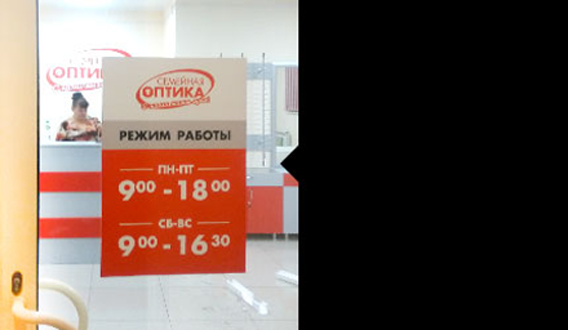 СЕМЕЙНАЯ
ОПТИКА
РЕЖИМ РАБОТЫ
ПН-ПТ
9⁰⁰ - 18⁰⁰
СБ-ВС
9⁰⁰ - 16³⁰